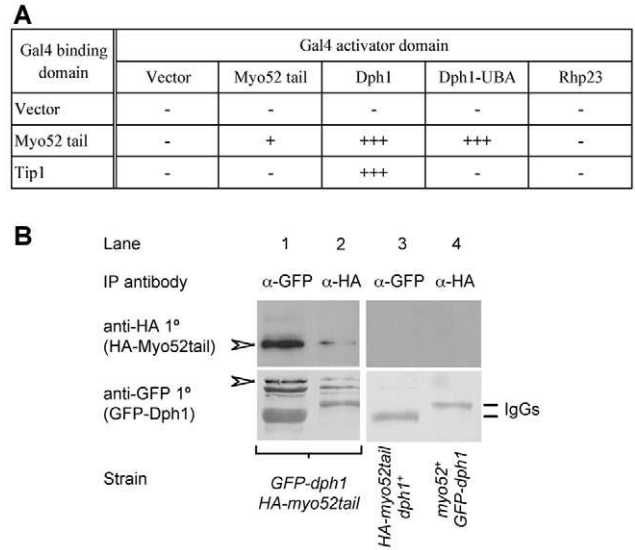 A
Gal4 binding domain
Gal4 activator domain
Vector Myo52 tail Dph1 Dph1-UBA Rhp23
Vector - - - - -
Myo52 tail - + +++ +++ -
Tip1 - - +++ - -
B
Lane 1 2 3 4
IP antibody α-GFP α-HA α-GFP α-HA
anti-HA 1º
(HA-Myo52tail)
anti-GFP 1º
(GFP-Dph1)
IgGs
Strain
GFP-dph1
HA-myo52tail
HA-myo52tail
dph1⁺
myo52⁺
GFP-dph1